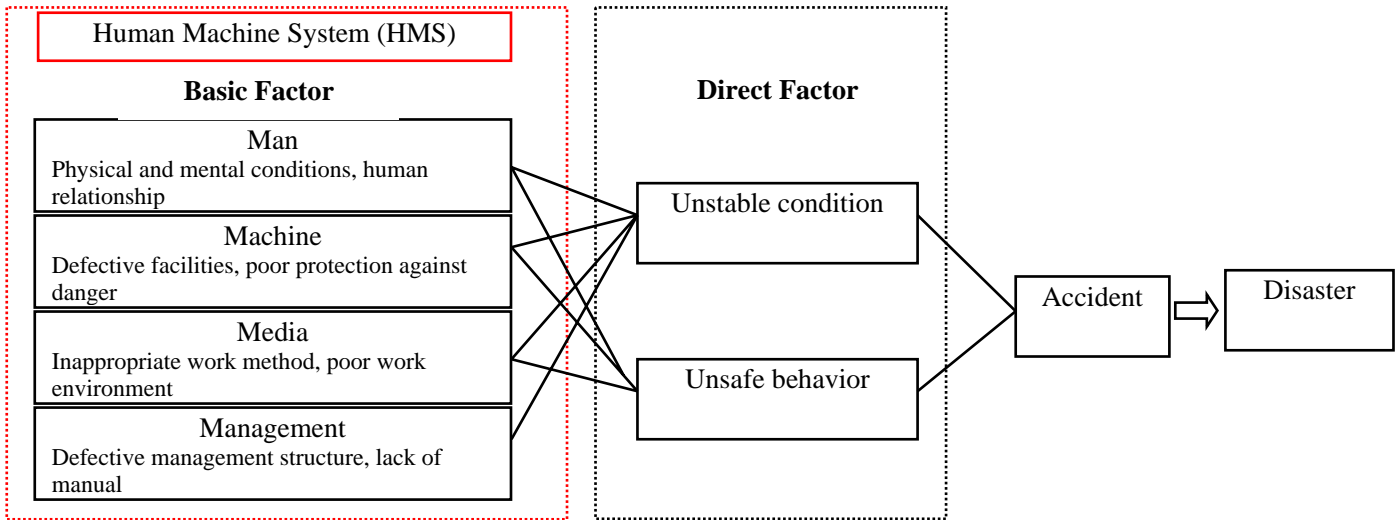 Human Machine System (HMS)
Basic Factor
Man
Physical and mental conditions, human
relationship
Machine
Defective facilities, poor protection against
danger
Media
Inappropriate work method, poor work
environment
Management
Defective management structure, lack of
manual
Direct Factor
Unstable condition
Unsafe behavior
Accident
Disaster